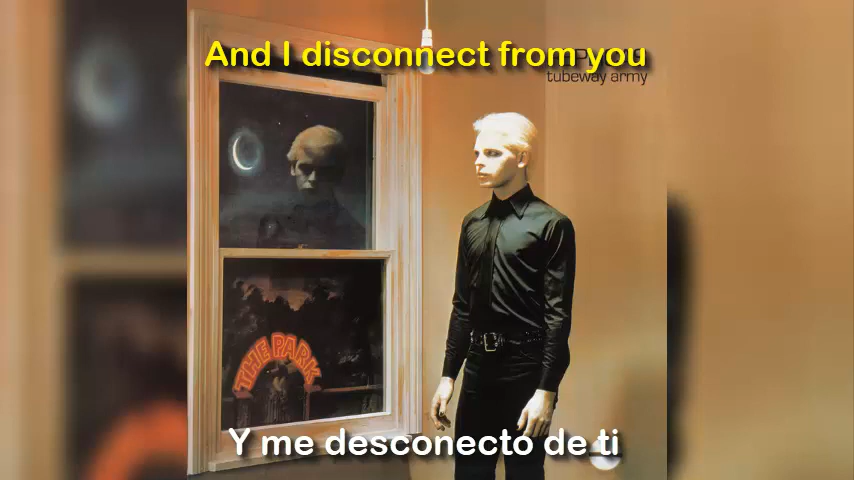 And I disconnect from you
tubeway army
THE PARK
Y me desconecto de ti